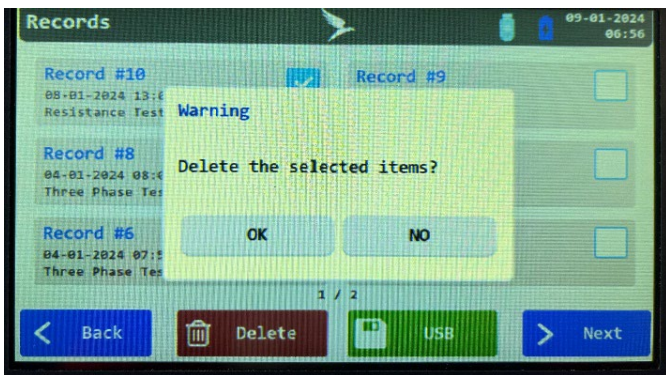 Records
09-01-2024
06:56
Record #10
Record #9
08-01-2024 13:
Resistance Test
Warning
Record #8
04-01-2024 08:
Three Phase Tes
Delete the selected items?
Record #6
04-01-2024 07:
Three Phase Tes
OK
NO
1 / 2
Back
Delete
USB
Next